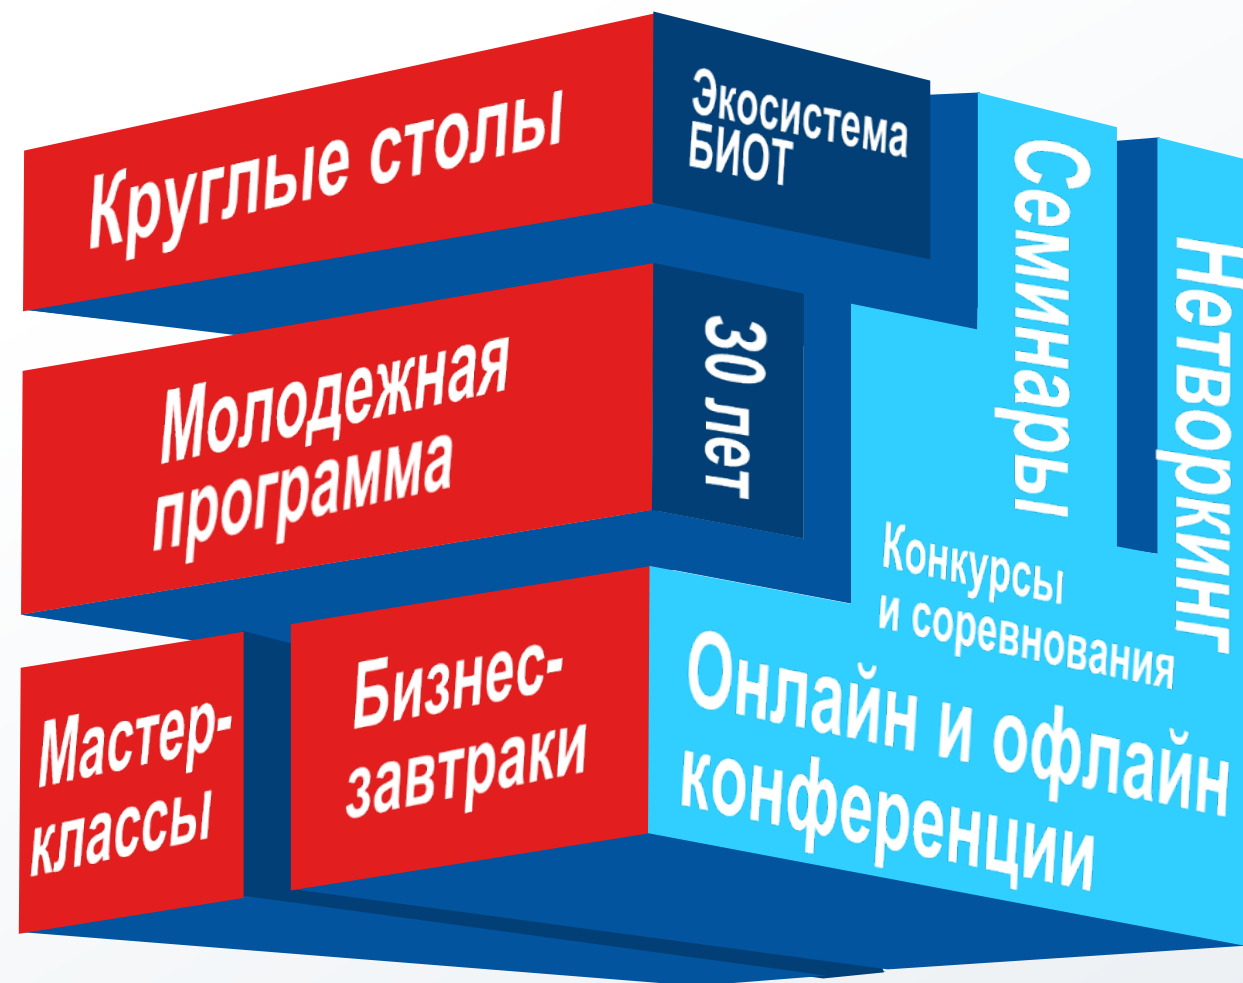 Круглые столы
Экосистема
БИОТ
Семинары
Нетворкинг
Молодежная
программа
30 лет
Конкурсы
и соревнования
Мастер-
классы
Бизнес-
завтраки
Онлайн и офлайн
конференции